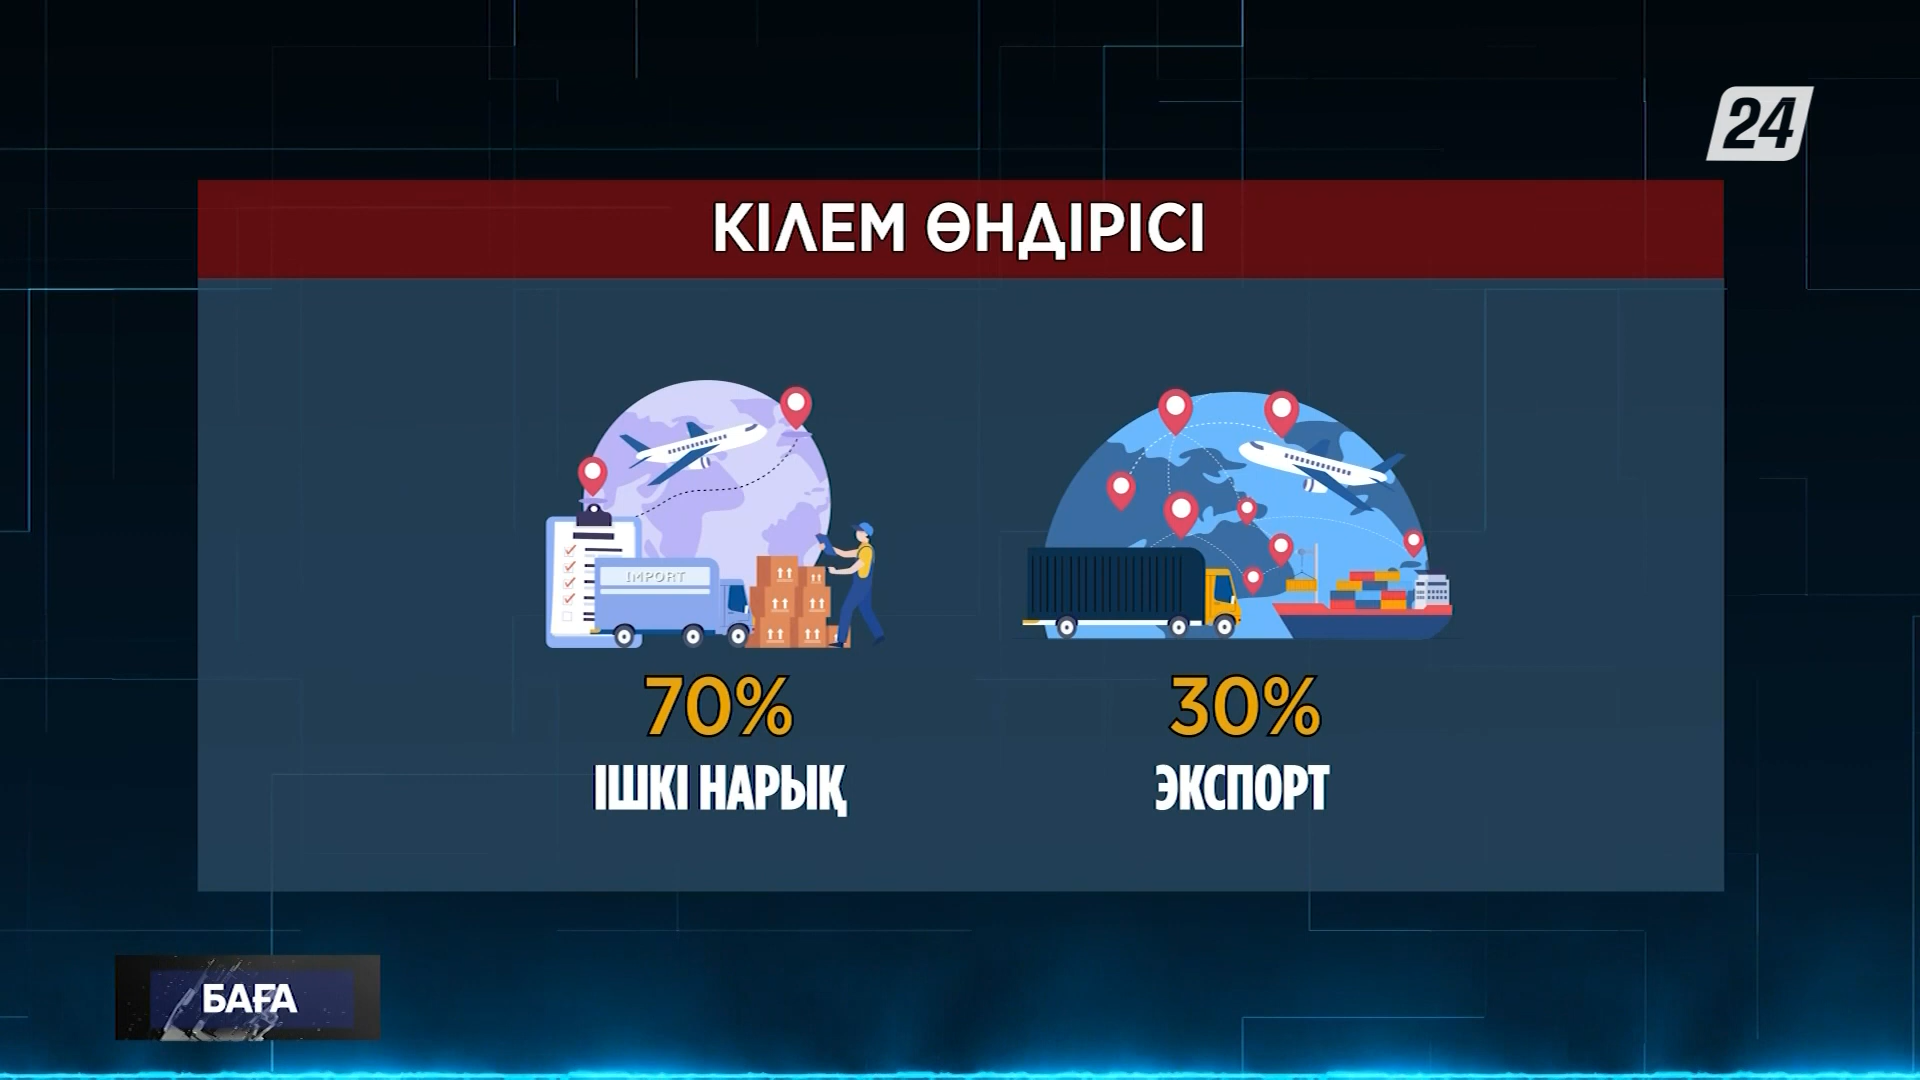 24
КІЛЕМ ӨНДІРІСІ
IMPORT
70%
ІШКІ НАРЫҚ
30%
ЭКСПОРТ
БАҒА